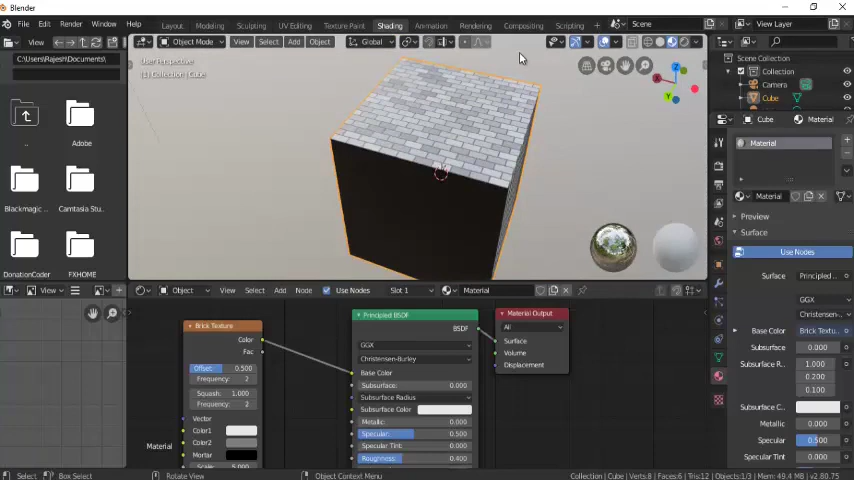 Blender
File Edit Render Window Help Layout Modeling Sculpting UV Editing Texture Paint Shading Animation Rendering Compositing Scripting Scene View Layer
View Object Mode View Select Add Object Global
C:\Users\Rajesh\Documents\
User Perspective
(1) Collection | Cube
Scene Collection
Collection
Camera
Cube
Cube Material
..
Adobe
Material
Blackmagic ...
Camtasia Stu...
DonationCoder
FXHOME
Material
Preview
Surface
Use Nodes
Surface Principled ...
GGX
Christensen-...
Base Color Brick Textu...
Subsurface 0.000
Subsurface R... 1.000
0.200
0.100
Subsurface C...
Metallic 0.000
Specular 0.500
Specular Tint 0.000
View
Object View Select Add Node Use Nodes Slot 1 Material
Brick Texture
Color
Fac
Offset: 0.500
Frequency: 2
Squash: 1.000
Frequency: 2
Vector
Color1
Color2
Mortar
Scale 5.000
Principled BSDF
BSDF
GGX
Christensen-Burley
Base Color
Subsurface: 0.000
Subsurface Radius
Subsurface Color
Metallic: 0.000
Specular: 0.500
Specular Tint: 0.000
Roughness: 0.400
Material Output
All
Surface
Volume
Displacement
Material
Select Box Select Rotate View Object Context Menu Collection | Cube | Verts:8 | Faces:6 | Tris:12 | Objects:1/3 | Mem: 49.4 MB | v2.80.75